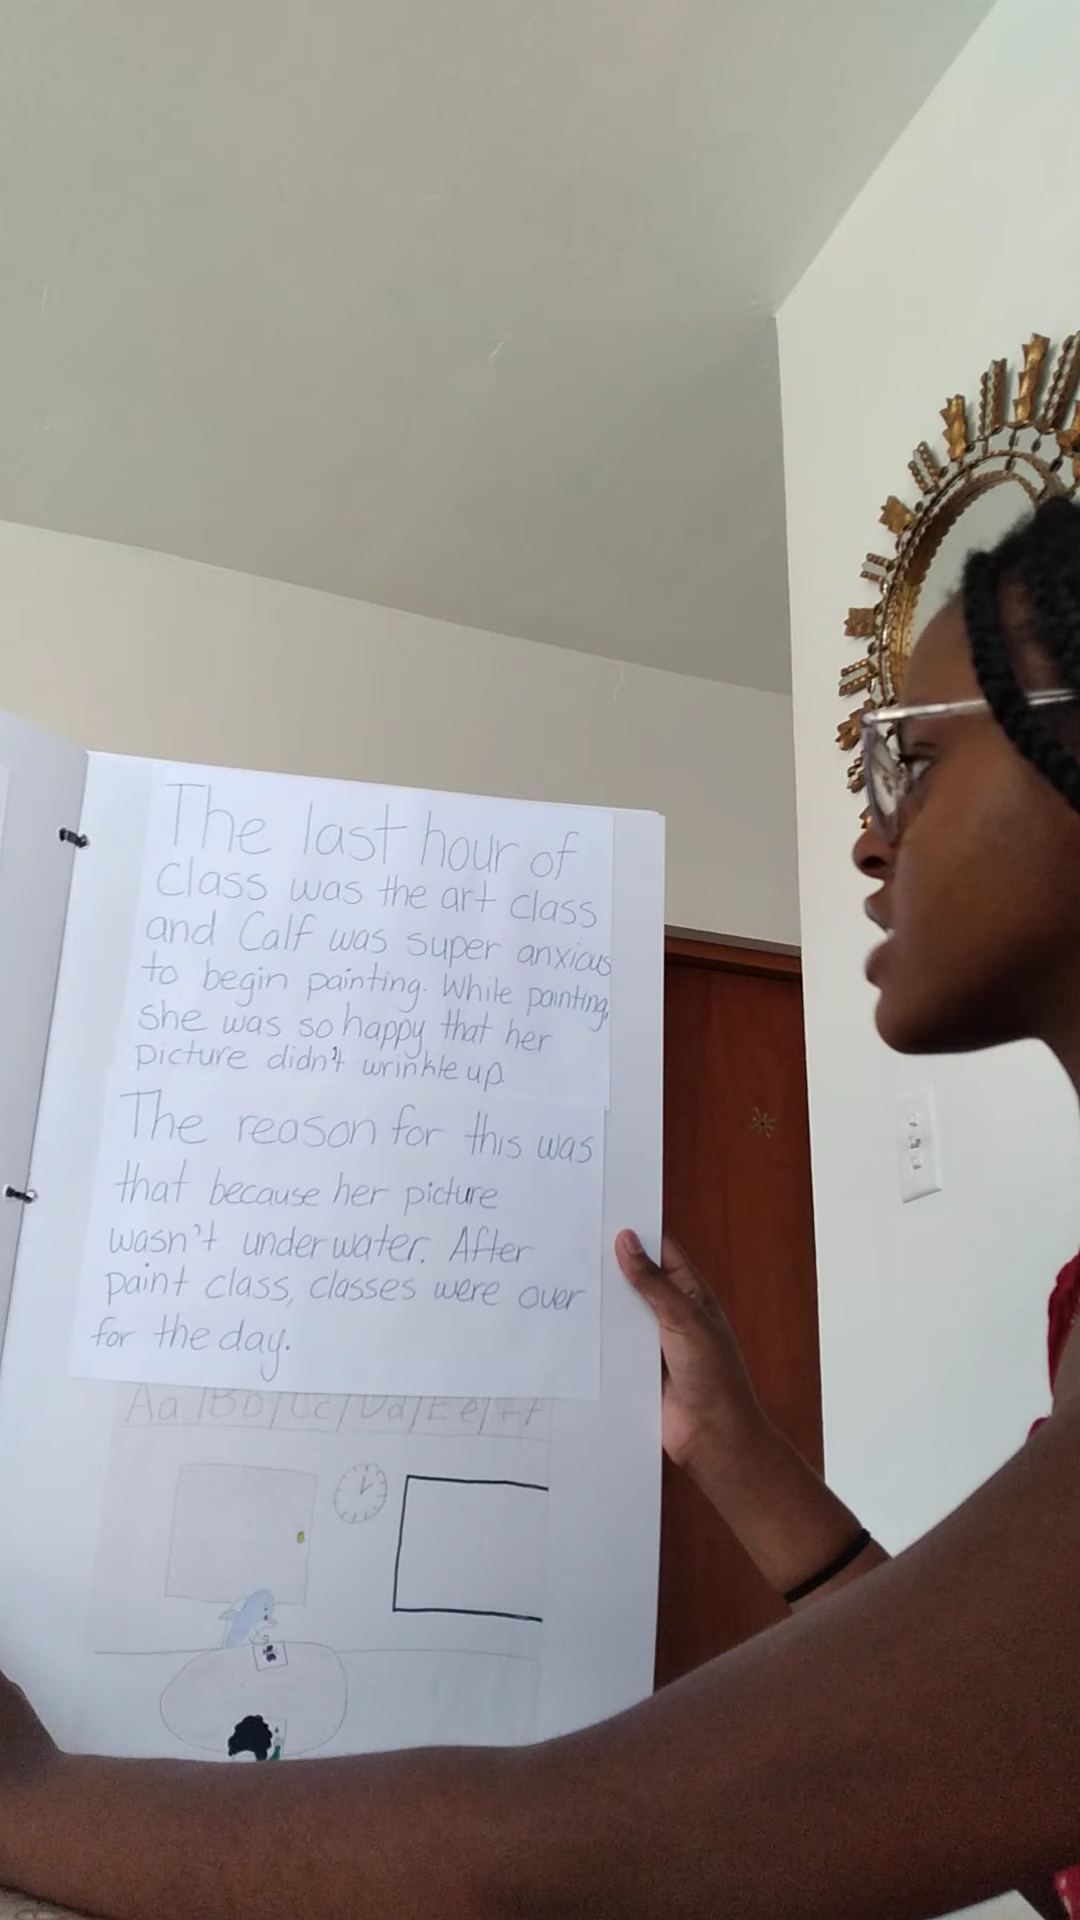 The last hour of
class was the art class
and Calf was super anxious
to begin painting. While painting,
she was so happy that her
picture didn't wrinkle up.
The reason for this was
that because her picture
wasn't underwater. After
paint class, classes were over
for the day.
Aa|Bb|Cc|Dd|Ee|Ff